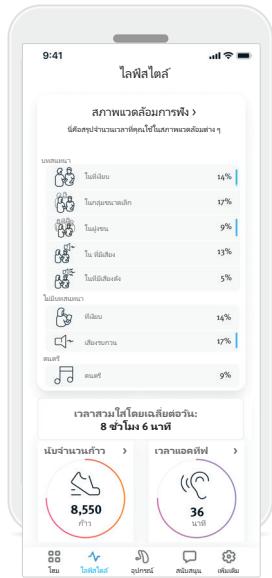 9:41
ไลฟ์สไตล์
สภาพแวดล้อมการฟัง ›
นี่คือสรุปจำนวนเวลาที่คุณใช้ในสภาพแวดล้อมต่าง ๆ
บทสนทนา
ในที่เงียบ 14%
ในกลุ่มขนาดเล็ก 17%
ในฝูงชน 9%
ใน ที่มีเสียง 13%
ในที่มีเสียงดัง 5%
ไม่มีบทสนทนา
ที่เงียบ 14%
เสียงรบกวน 17%
ดนตรี
ดนตรี 9%
เวลาสวมใส่โดยเฉลี่ยต่อวัน:
8 ชั่วโมง 6 นาที
นับจำนวนก้าว › เวลาแอคทีฟ ›
8,550 36
ก้าว นาที
โฮม ไลฟ์สไตล์ อุปกรณ์ สนับสนุน เพิ่มเติม